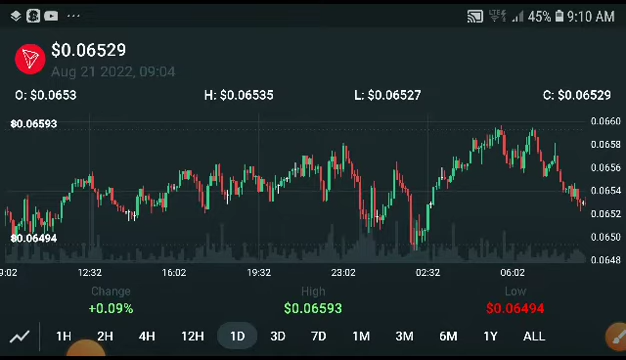 45% 9:10 AM
$0.06529
Aug 21 2022, 09:04
O: $0.0653 H: $0.06535 L: $0.06527 C: $0.06529
$0.06593
0.0660
0.0658
0.0656
0.0654
0.0652
0.0650
0.0648
$0.06494
9:02 12:32 16:02 19:32 23:02 02:32 06:02
Change High Low
+0.09% $0.06593 $0.06494
1H 2H 4H 12H 1D 3D 7D 1M 3M 6M 1Y ALL